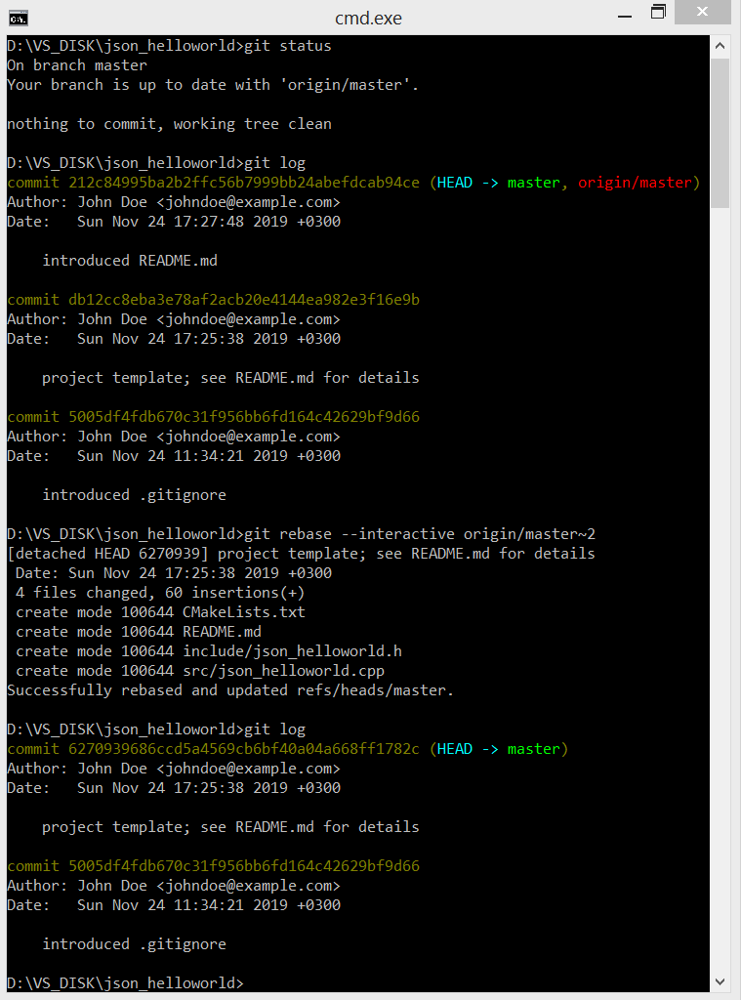 cmd.exe
D:\VS_DISK\json_helloworld>git status
On branch master
Your branch is up to date with 'origin/master'.
nothing to commit, working tree clean
D:\VS_DISK\json_helloworld>git log
commit 212c84995ba2b2ffc56b7999bb24abefdcab94ce (HEAD -> master, origin/master)
Author: John Doe <johndoe@example.com>
Date:   Sun Nov 24 17:27:48 2019 +0300
    introduced README.md
commit db12cc8eba3e78af2acb20e4144ea982e3f16e9b
Author: John Doe <johndoe@example.com>
Date:   Sun Nov 24 17:25:38 2019 +0300
    project template; see README.md for details
commit 5005df4fdb670c31f956bb6fd164c42629bf9d66
Author: John Doe <johndoe@example.com>
Date:   Sun Nov 24 11:34:21 2019 +0300
    introduced .gitignore
D:\VS_DISK\json_helloworld>git rebase --interactive origin/master~2
[detached HEAD 6270939] project template; see README.md for details
 Date: Sun Nov 24 17:25:38 2019 +0300
 4 files changed, 60 insertions(+)
 create mode 100644 CMakeLists.txt
 create mode 100644 README.md
 create mode 100644 include/json_helloworld.h
 create mode 100644 src/json_helloworld.cpp
Successfully rebased and updated refs/heads/master.
D:\VS_DISK\json_helloworld>git log
commit 6270939686ccd5a4569cb6bf40a04a668ff1782c (HEAD -> master)
Author: John Doe <johndoe@example.com>
Date:   Sun Nov 24 17:25:38 2019 +0300
    project template; see README.md for details
commit 5005df4fdb670c31f956bb6fd164c42629bf9d66
Author: John Doe <johndoe@example.com>
Date:   Sun Nov 24 11:34:21 2019 +0300
    introduced .gitignore
D:\VS_DISK\json_helloworld>